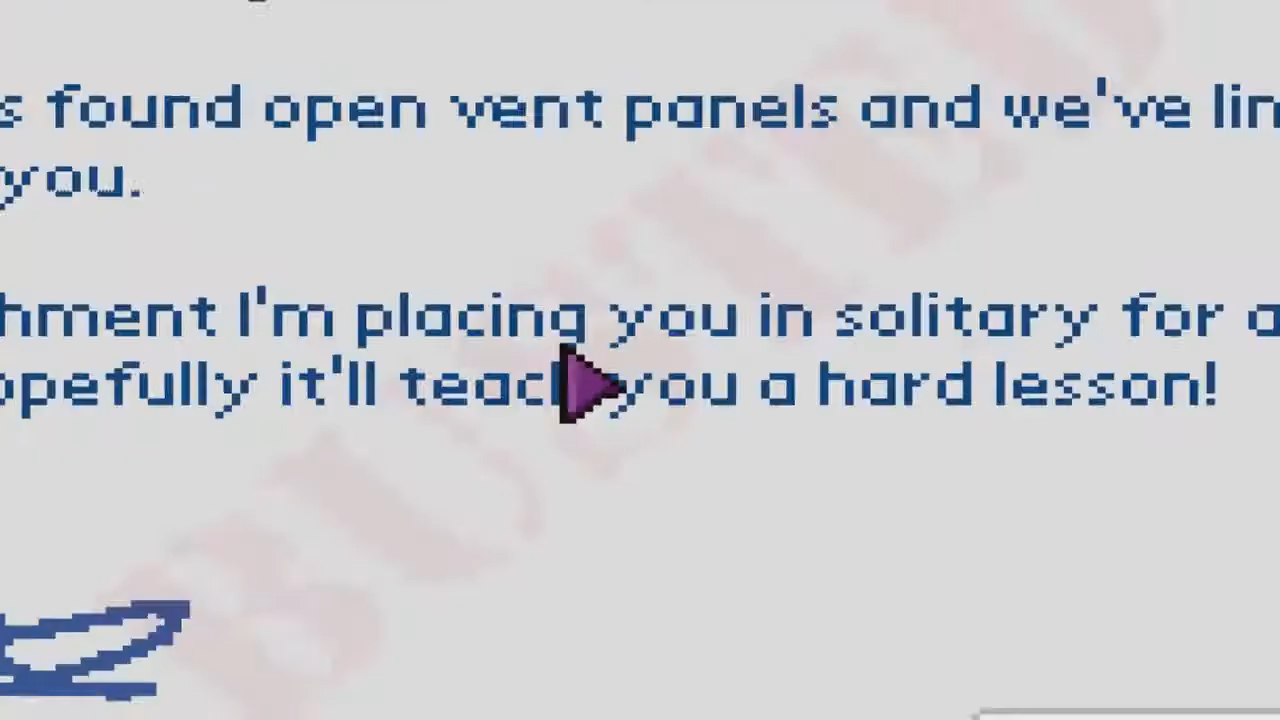 s found open vent panels and we've lin
you.
hment I'm placing you in solitary for a
opefully it'll teach you a hard lesson!